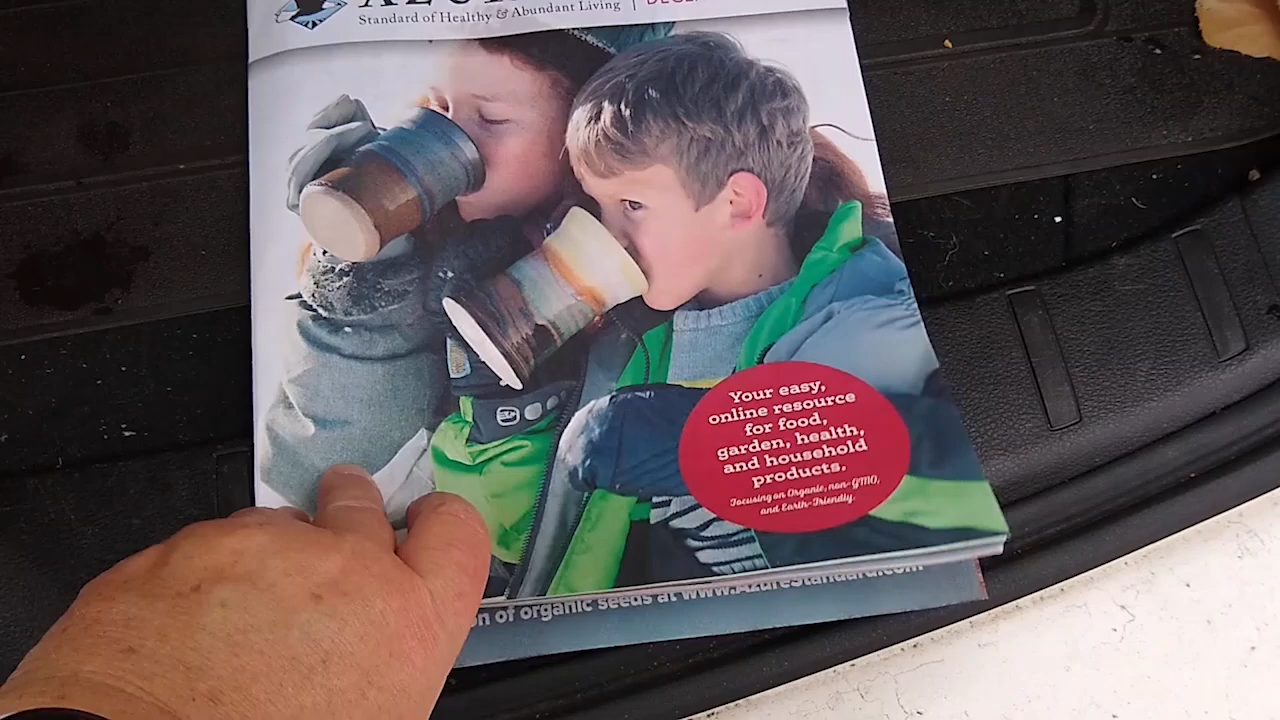 Standard of Healthy & Abundant Living |
Your easy,
online resource
for food,
garden, health,
and household
products.
Focusing on Organic, non-GMO,
and Earth-Friendly.
of organic seeds at www.AzureStandard.com